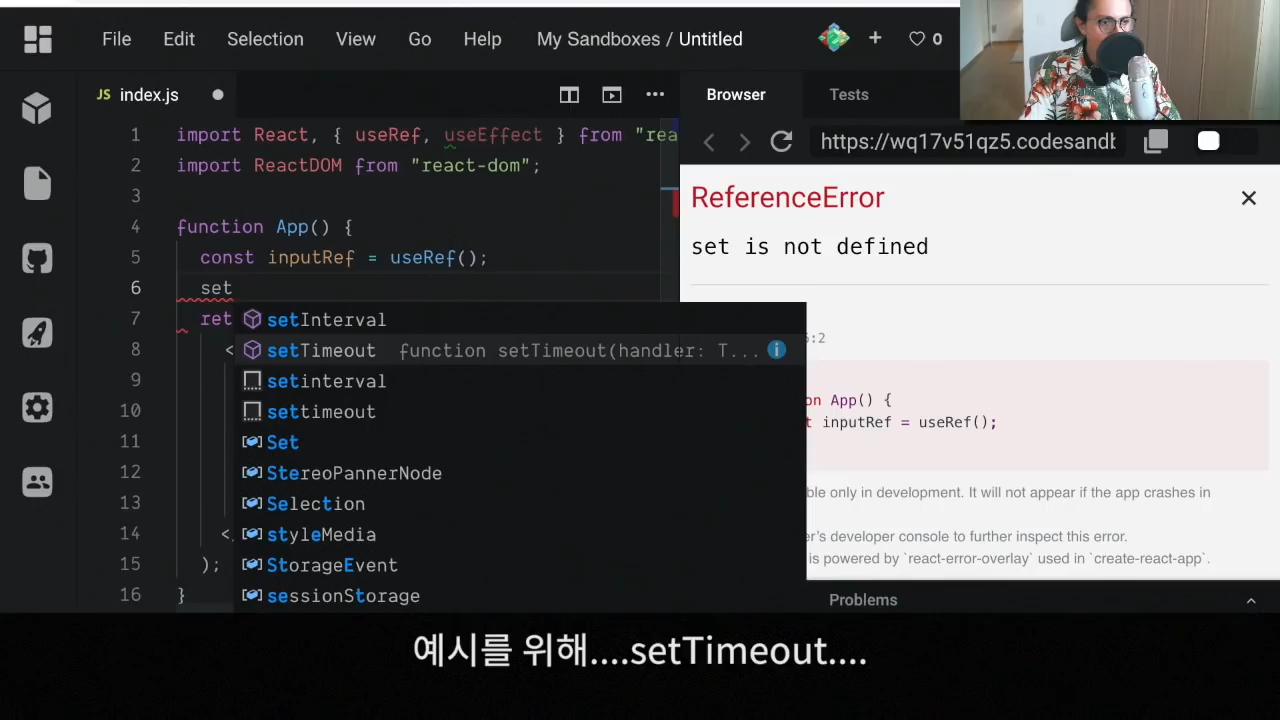 File Edit Selection View Go Help My Sandboxes / Untitled 0
JS index.js
Browser Tests
https://wq17v51qz5.codesandb
1 import React, { useRef, useEffect } from "rea
2 import ReactDOM from "react-dom";
3
4 function App() {
5 const inputRef = useRef();
6 set
7 ret
8 <
9
10
11
12
13
14 <
15 );
16 }
setInterval
setTimeout function setTimeout(handler: T...
setinterval
settimeout
Set
StereoPannerNode
Selection
styleMedia
StorageEvent
sessionStorage
ReferenceError
set is not defined
:2
on App() {
t inputRef = useRef();
ble only in development. It will not appear if the app crashes in
er's developer console to further inspect this error.
is powered by `react-error-overlay` used in `create-react-app`.
Problems
예시를 위해....setTimeout....